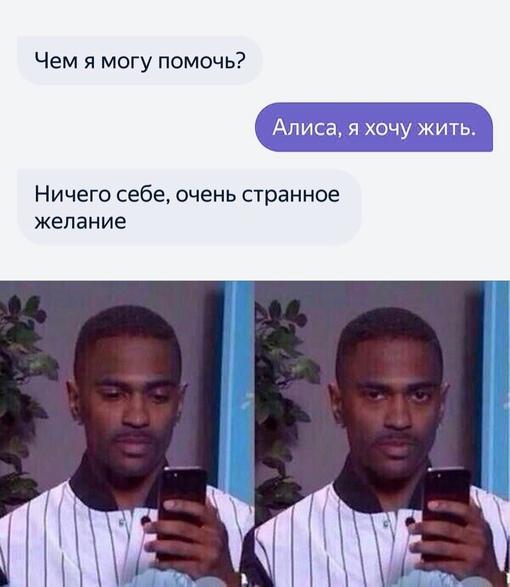 Чем я могу помочь?
Алиса, я хочу жить.
Ничего себе, очень странное
желание